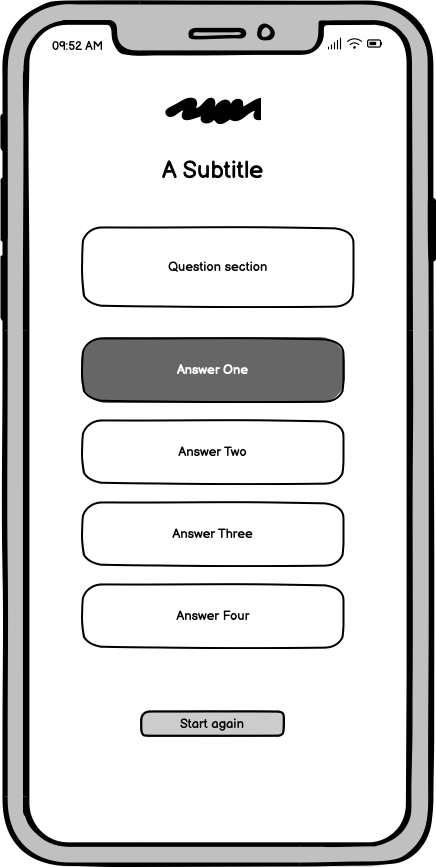 09:52 AM
A Subtitle
Question section
Answer One
Answer Two
Answer Three
Answer Four
Start again